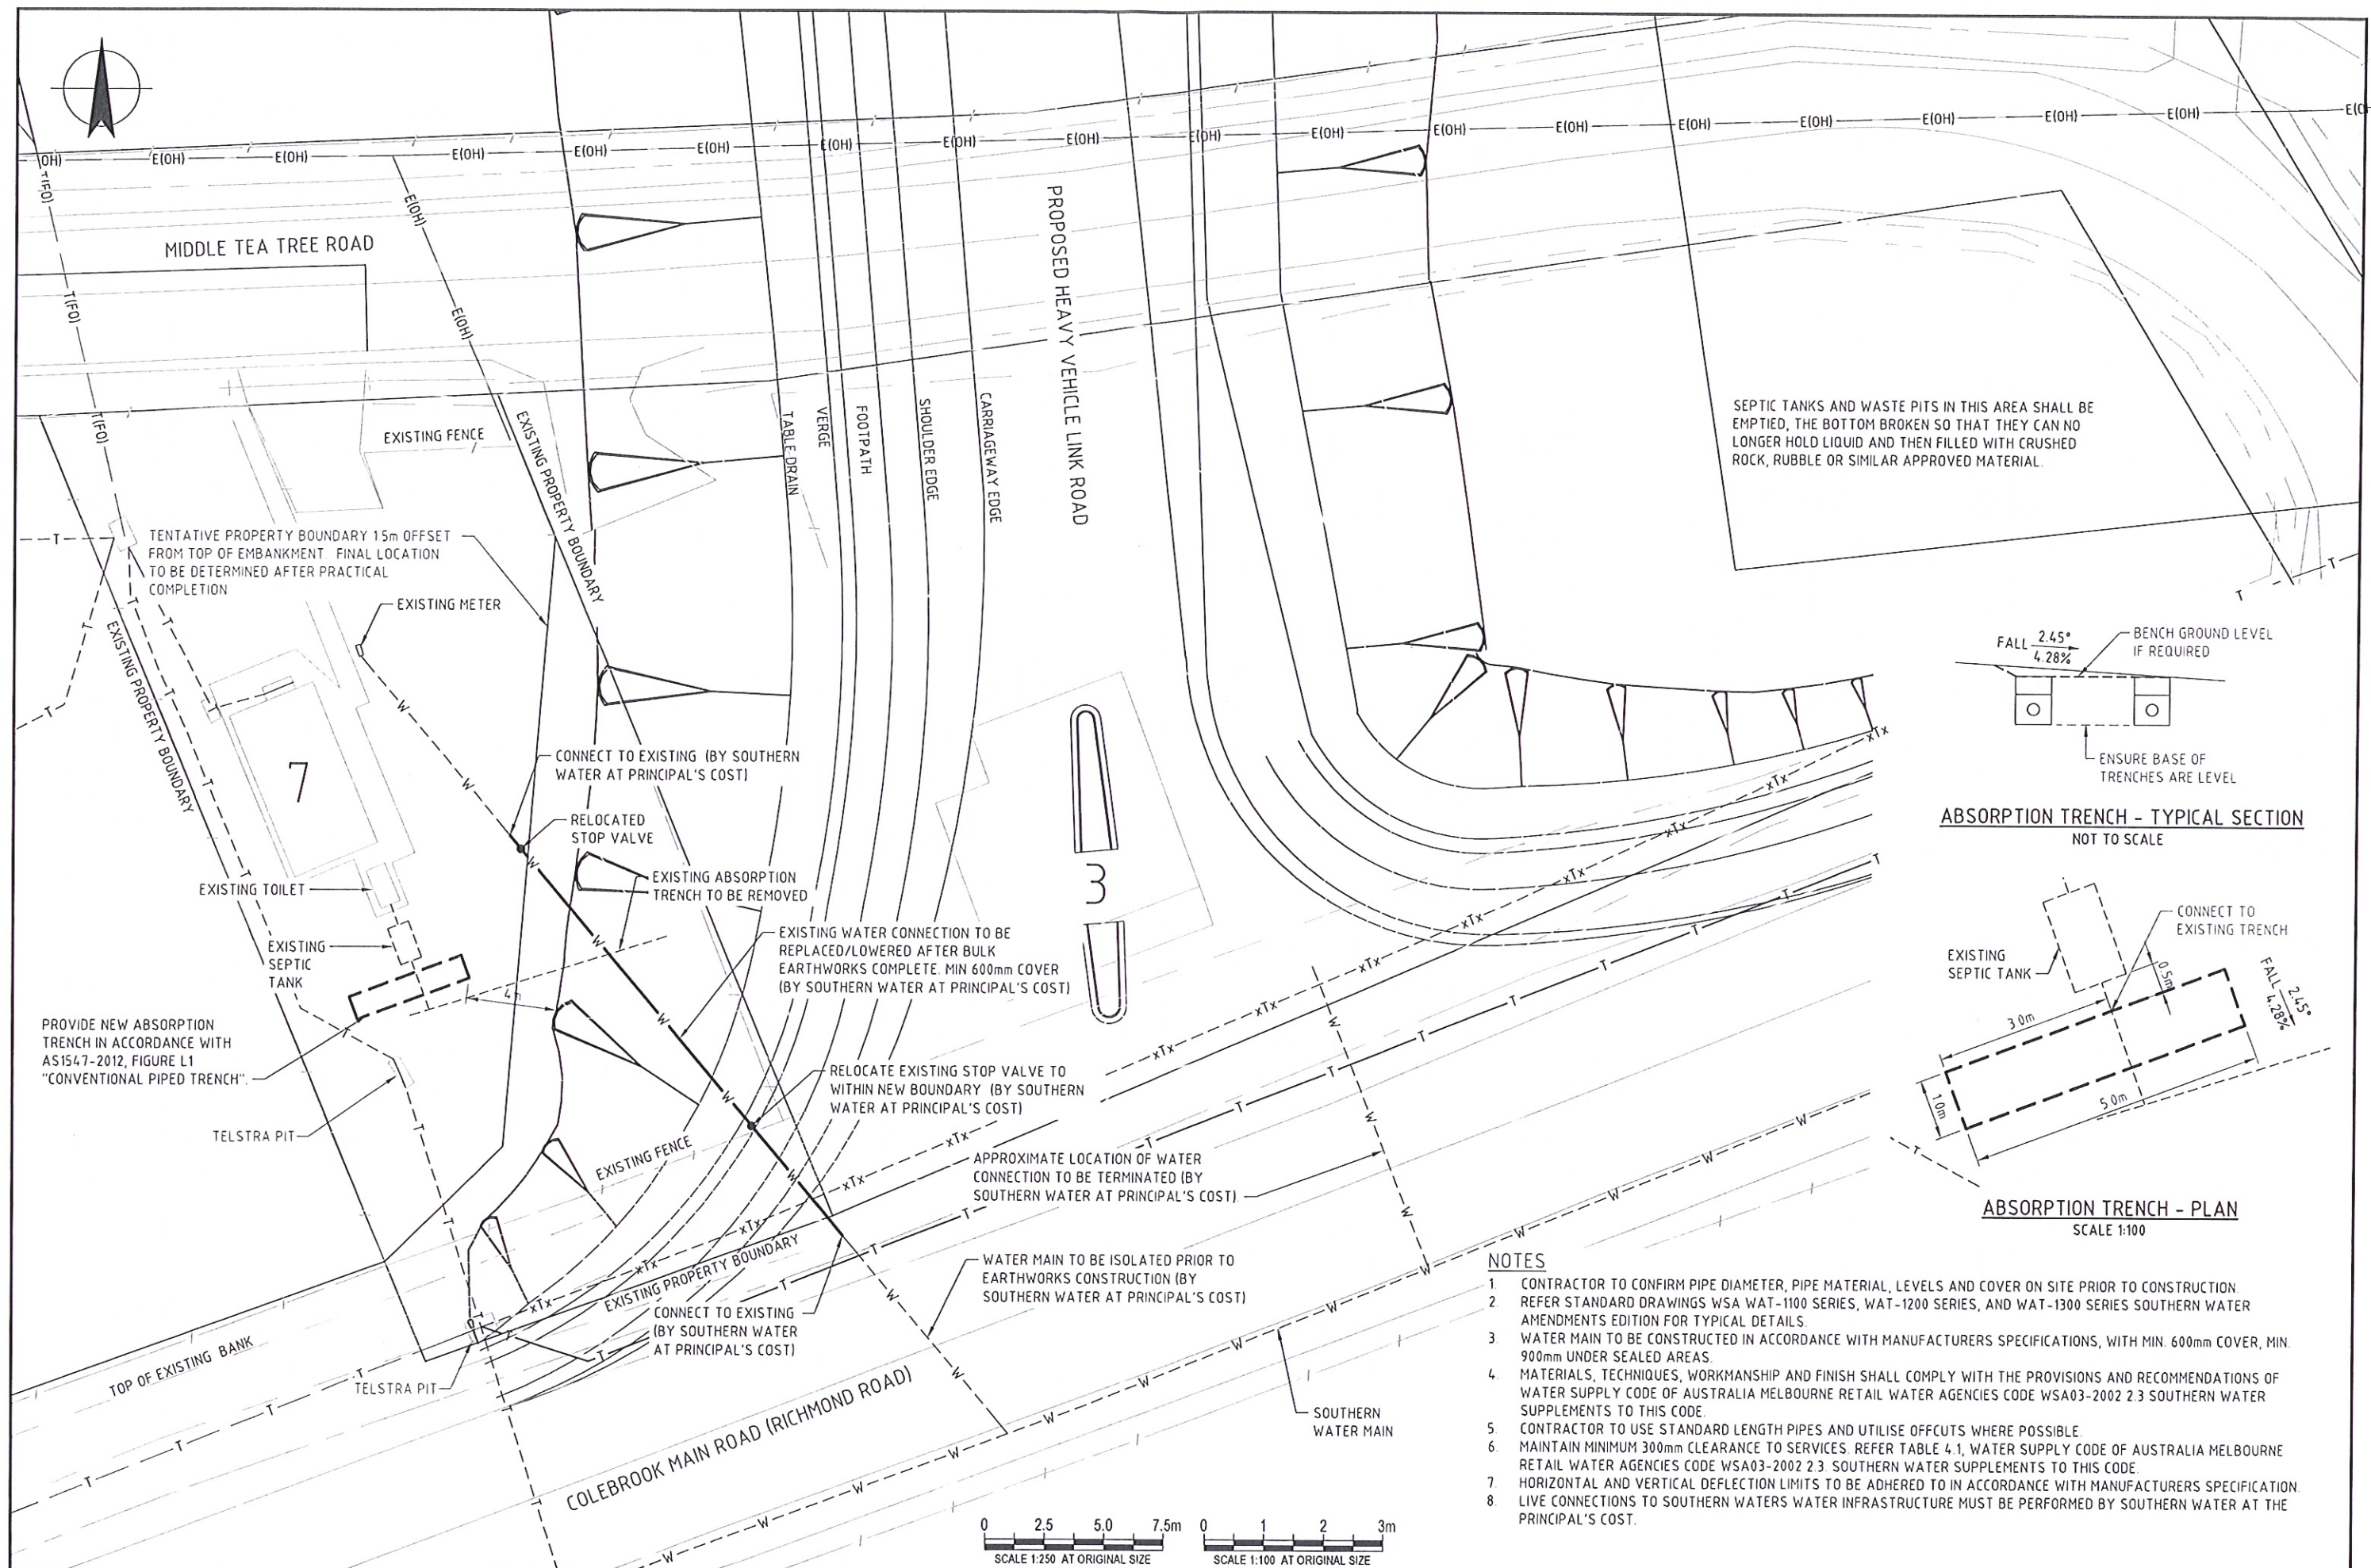 (OH) E(OH) E(OH) E(OH) E(OH) E(OH) E(OH) E(OH) E(OH) E(OH) E(OH) E(OH) E(OH) E(OH) E(OH) E(OH) E(OH) E(OH)
T(FO)
T(FO)
T(FO)
E(OH)
E(OH)
MIDDLE TEA TREE ROAD
PROPOSED HEAVY VEHICLE LINK ROAD
EXISTING FENCE
EXISTING PROPERTY BOUNDARY
TABLE DRAIN
VERGE
FOOTPATH
SHOULDER EDGE
CARRIAGEWAY EDGE
SEPTIC TANKS AND WASTE PITS IN THIS AREA SHALL BE
EMPTIED, THE BOTTOM BROKEN SO THAT THEY CAN NO
LONGER HOLD LIQUID AND THEN FILLED WITH CRUSHED
ROCK, RUBBLE OR SIMILAR APPROVED MATERIAL.
TENTATIVE PROPERTY BOUNDARY 1.5m OFFSET
FROM TOP OF EMBANKMENT. FINAL LOCATION
TO BE DETERMINED AFTER PRACTICAL
COMPLETION
EXISTING METER
EXISTING PROPERTY BOUNDARY
7
CONNECT TO EXISTING (BY SOUTHERN
WATER AT PRINCIPAL'S COST)
RELOCATED
STOP VALVE
EXISTING TOILET
EXISTING ABSORPTION
TRENCH TO BE REMOVED
3
EXISTING
SEPTIC
TANK
4m
EXISTING WATER CONNECTION TO BE
REPLACED/LOWERED AFTER BULK
EARTHWORKS COMPLETE. MIN 600mm COVER
(BY SOUTHERN WATER AT PRINCIPAL'S COST)
PROVIDE NEW ABSORPTION
TRENCH IN ACCORDANCE WITH
AS1547-2012, FIGURE L1
"CONVENTIONAL PIPED TRENCH".
TELSTRA PIT
RELOCATE EXISTING STOP VALVE TO
WITHIN NEW BOUNDARY (BY SOUTHERN
WATER AT PRINCIPAL'S COST)
EXISTING FENCE
APPROXIMATE LOCATION OF WATER
CONNECTION TO BE TERMINATED (BY
SOUTHERN WATER AT PRINCIPAL'S COST).
EXISTING PROPERTY BOUNDARY
WATER MAIN TO BE ISOLATED PRIOR TO
EARTHWORKS CONSTRUCTION (BY
SOUTHERN WATER AT PRINCIPAL'S COST)
CONNECT TO EXISTING
(BY SOUTHERN WATER
AT PRINCIPAL'S COST)
TOP OF EXISTING BANK
TELSTRA PIT
COLEBROOK MAIN ROAD (RICHMOND ROAD)
SOUTHERN
WATER MAIN
FALL 2.45°
4.28%
BENCH GROUND LEVEL
IF REQUIRED
ENSURE BASE OF
TRENCHES ARE LEVEL
ABSORPTION TRENCH - TYPICAL SECTION
NOT TO SCALE
CONNECT TO
EXISTING TRENCH
EXISTING
SEPTIC TANK
0.5m
FALL 2.45°
4.28%
3.0m
1.0m
5.0m
ABSORPTION TRENCH - PLAN
SCALE 1:100
NOTES
1. CONTRACTOR TO CONFIRM PIPE DIAMETER, PIPE MATERIAL, LEVELS AND COVER ON SITE PRIOR TO CONSTRUCTION.
2. REFER STANDARD DRAWINGS WSA WAT-1100 SERIES, WAT-1200 SERIES, AND WAT-1300 SERIES SOUTHERN WATER
AMENDMENTS EDITION FOR TYPICAL DETAILS.
3. WATER MAIN TO BE CONSTRUCTED IN ACCORDANCE WITH MANUFACTURERS SPECIFICATIONS, WITH MIN. 600mm COVER, MIN.
900mm UNDER SEALED AREAS.
4. MATERIALS, TECHNIQUES, WORKMANSHIP AND FINISH SHALL COMPLY WITH THE PROVISIONS AND RECOMMENDATIONS OF
WATER SUPPLY CODE OF AUSTRALIA MELBOURNE RETAIL WATER AGENCIES CODE WSA03-2002 2.3 SOUTHERN WATER
SUPPLEMENTS TO THIS CODE.
5. CONTRACTOR TO USE STANDARD LENGTH PIPES AND UTILISE OFFCUTS WHERE POSSIBLE.
6. MAINTAIN MINIMUM 300mm CLEARANCE TO SERVICES. REFER TABLE 4.1, WATER SUPPLY CODE OF AUSTRALIA MELBOURNE
RETAIL WATER AGENCIES CODE WSA03-2002 2.3. SOUTHERN WATER SUPPLEMENTS TO THIS CODE.
7. HORIZONTAL AND VERTICAL DEFLECTION LIMITS TO BE ADHERED TO IN ACCORDANCE WITH MANUFACTURERS SPECIFICATION.
8. LIVE CONNECTIONS TO SOUTHERN WATERS WATER INFRASTRUCTURE MUST BE PERFORMED BY SOUTHERN WATER AT THE
PRINCIPAL'S COST.
0 2.5 5.0 7.5m
SCALE 1:250 AT ORIGINAL SIZE
0 1 2 3m
SCALE 1:100 AT ORIGINAL SIZE